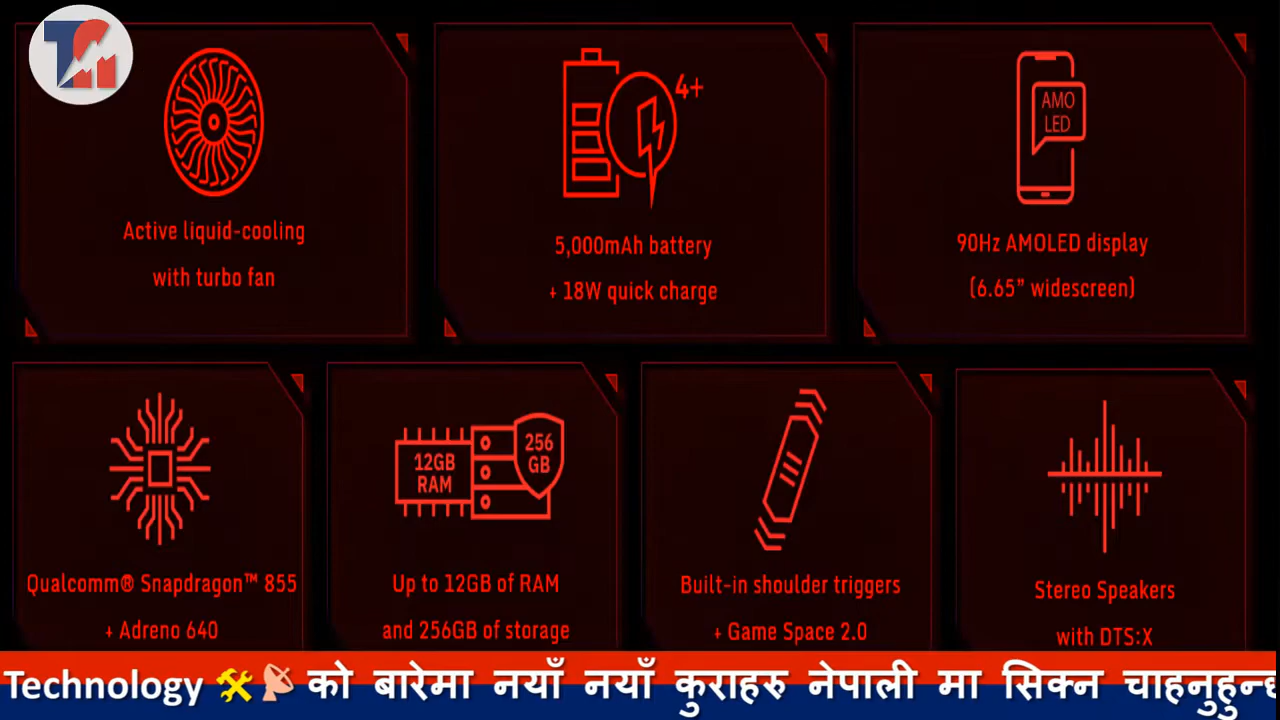 Active liquid-cooling
with turbo fan
4+
5,000mAh battery
+ 18W quick charge
AMO
LED
90Hz AMOLED display
(6.65” widescreen)
Qualcomm® Snapdragon™ 855
+ Adreno 640
12GB
RAM
256
GB
Up to 12GB of RAM
and 256GB of storage
Built-in shoulder triggers
+ Game Space 2.0
Stereo Speakers
with DTS:X
Technology 🛠️📡 को बारेमा नयाँ नयाँ कुराहरु नेपाली मा सिक्न